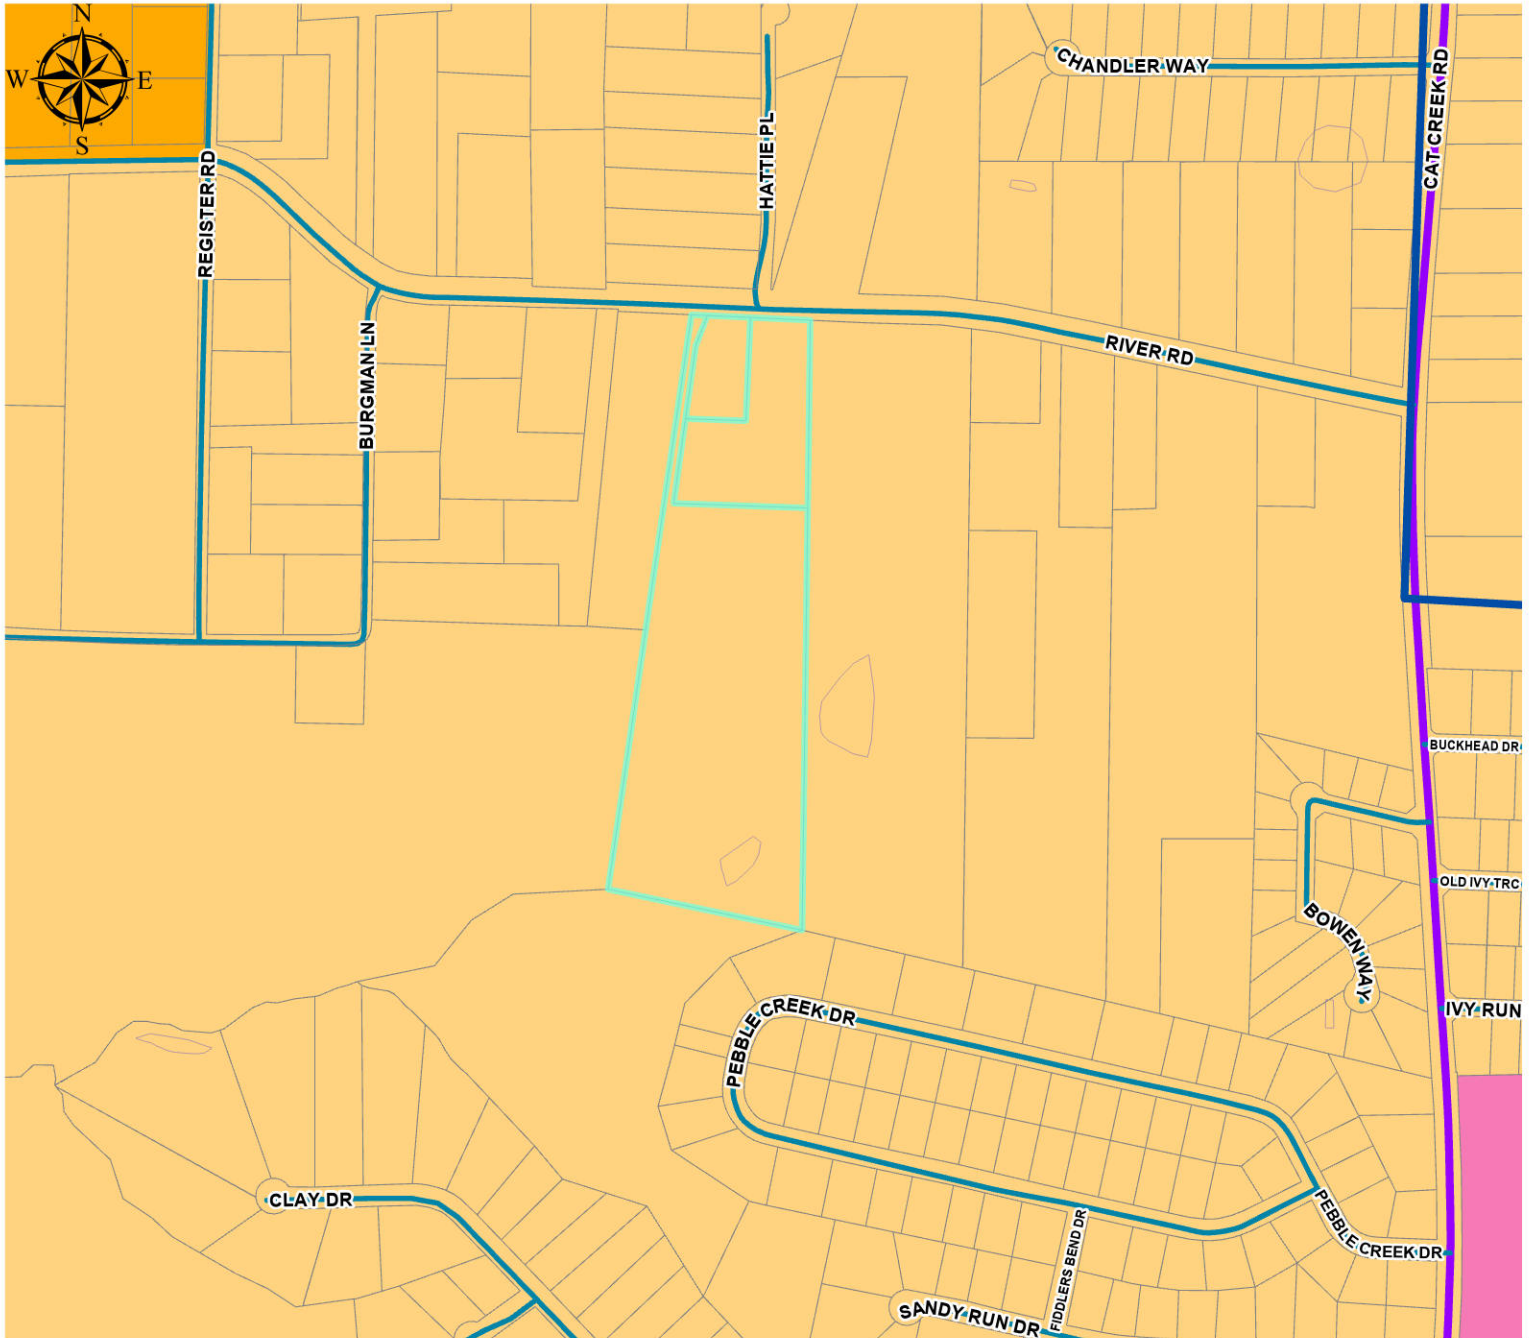 N
W E
S
CHANDLER WAY
CAT CREEK RD
HATTIE PL
REGISTER RD
BURGMAN LN
RIVER RD
BUCKHEAD DR
OLD IVY TRC
BOWEN WAY
IVY RUN
PEBBLE CREEK DR
CLAY DR
PEBBLE CREEK DR
FIDDLERS BEND DR
SANDY RUN DR